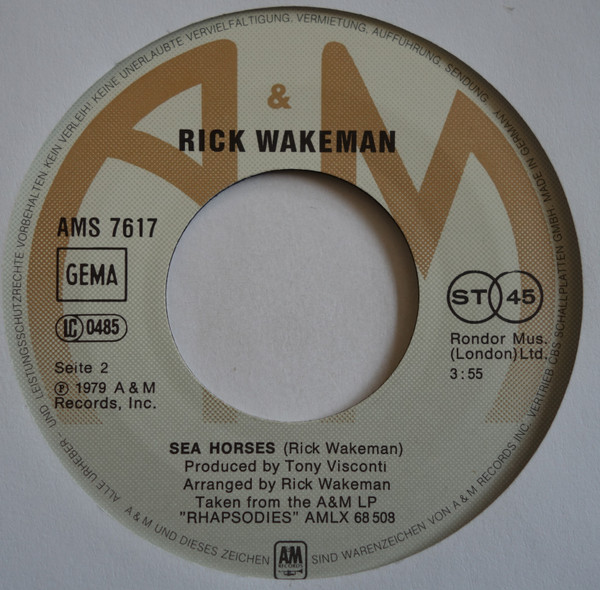 ALLE URHEBER- UND LEISTUNGSSCHUTZRECHTE VORBEHALTEN. KEIN VERLEIH! KEINE UNERLAUBTE VERVIELFALTIGUNG. VERMIETUNG, AUFFUHRUNG, SENDUNG
A & M
RICK WAKEMAN
AMS 7617
GEMA
LC 0485
Seite 2
Ⓟ 1979 A & M
Records, Inc.
ST 45
Rondor Mus.
(London)Ltd.
3:55
SEA HORSES (Rick Wakeman)
Produced by Tony Visconti
Arranged by Rick Wakeman
Taken from the A&M LP
"RHAPSODIES" AMLX 68 508
A & M UND DIESES ZEICHEN A&M RECORDS SIND WARENZEICHEN VON A & M RECORDS INC. VERTRIEB CBS SCHALLPLATTEN GMBH. MADE IN GERMANY